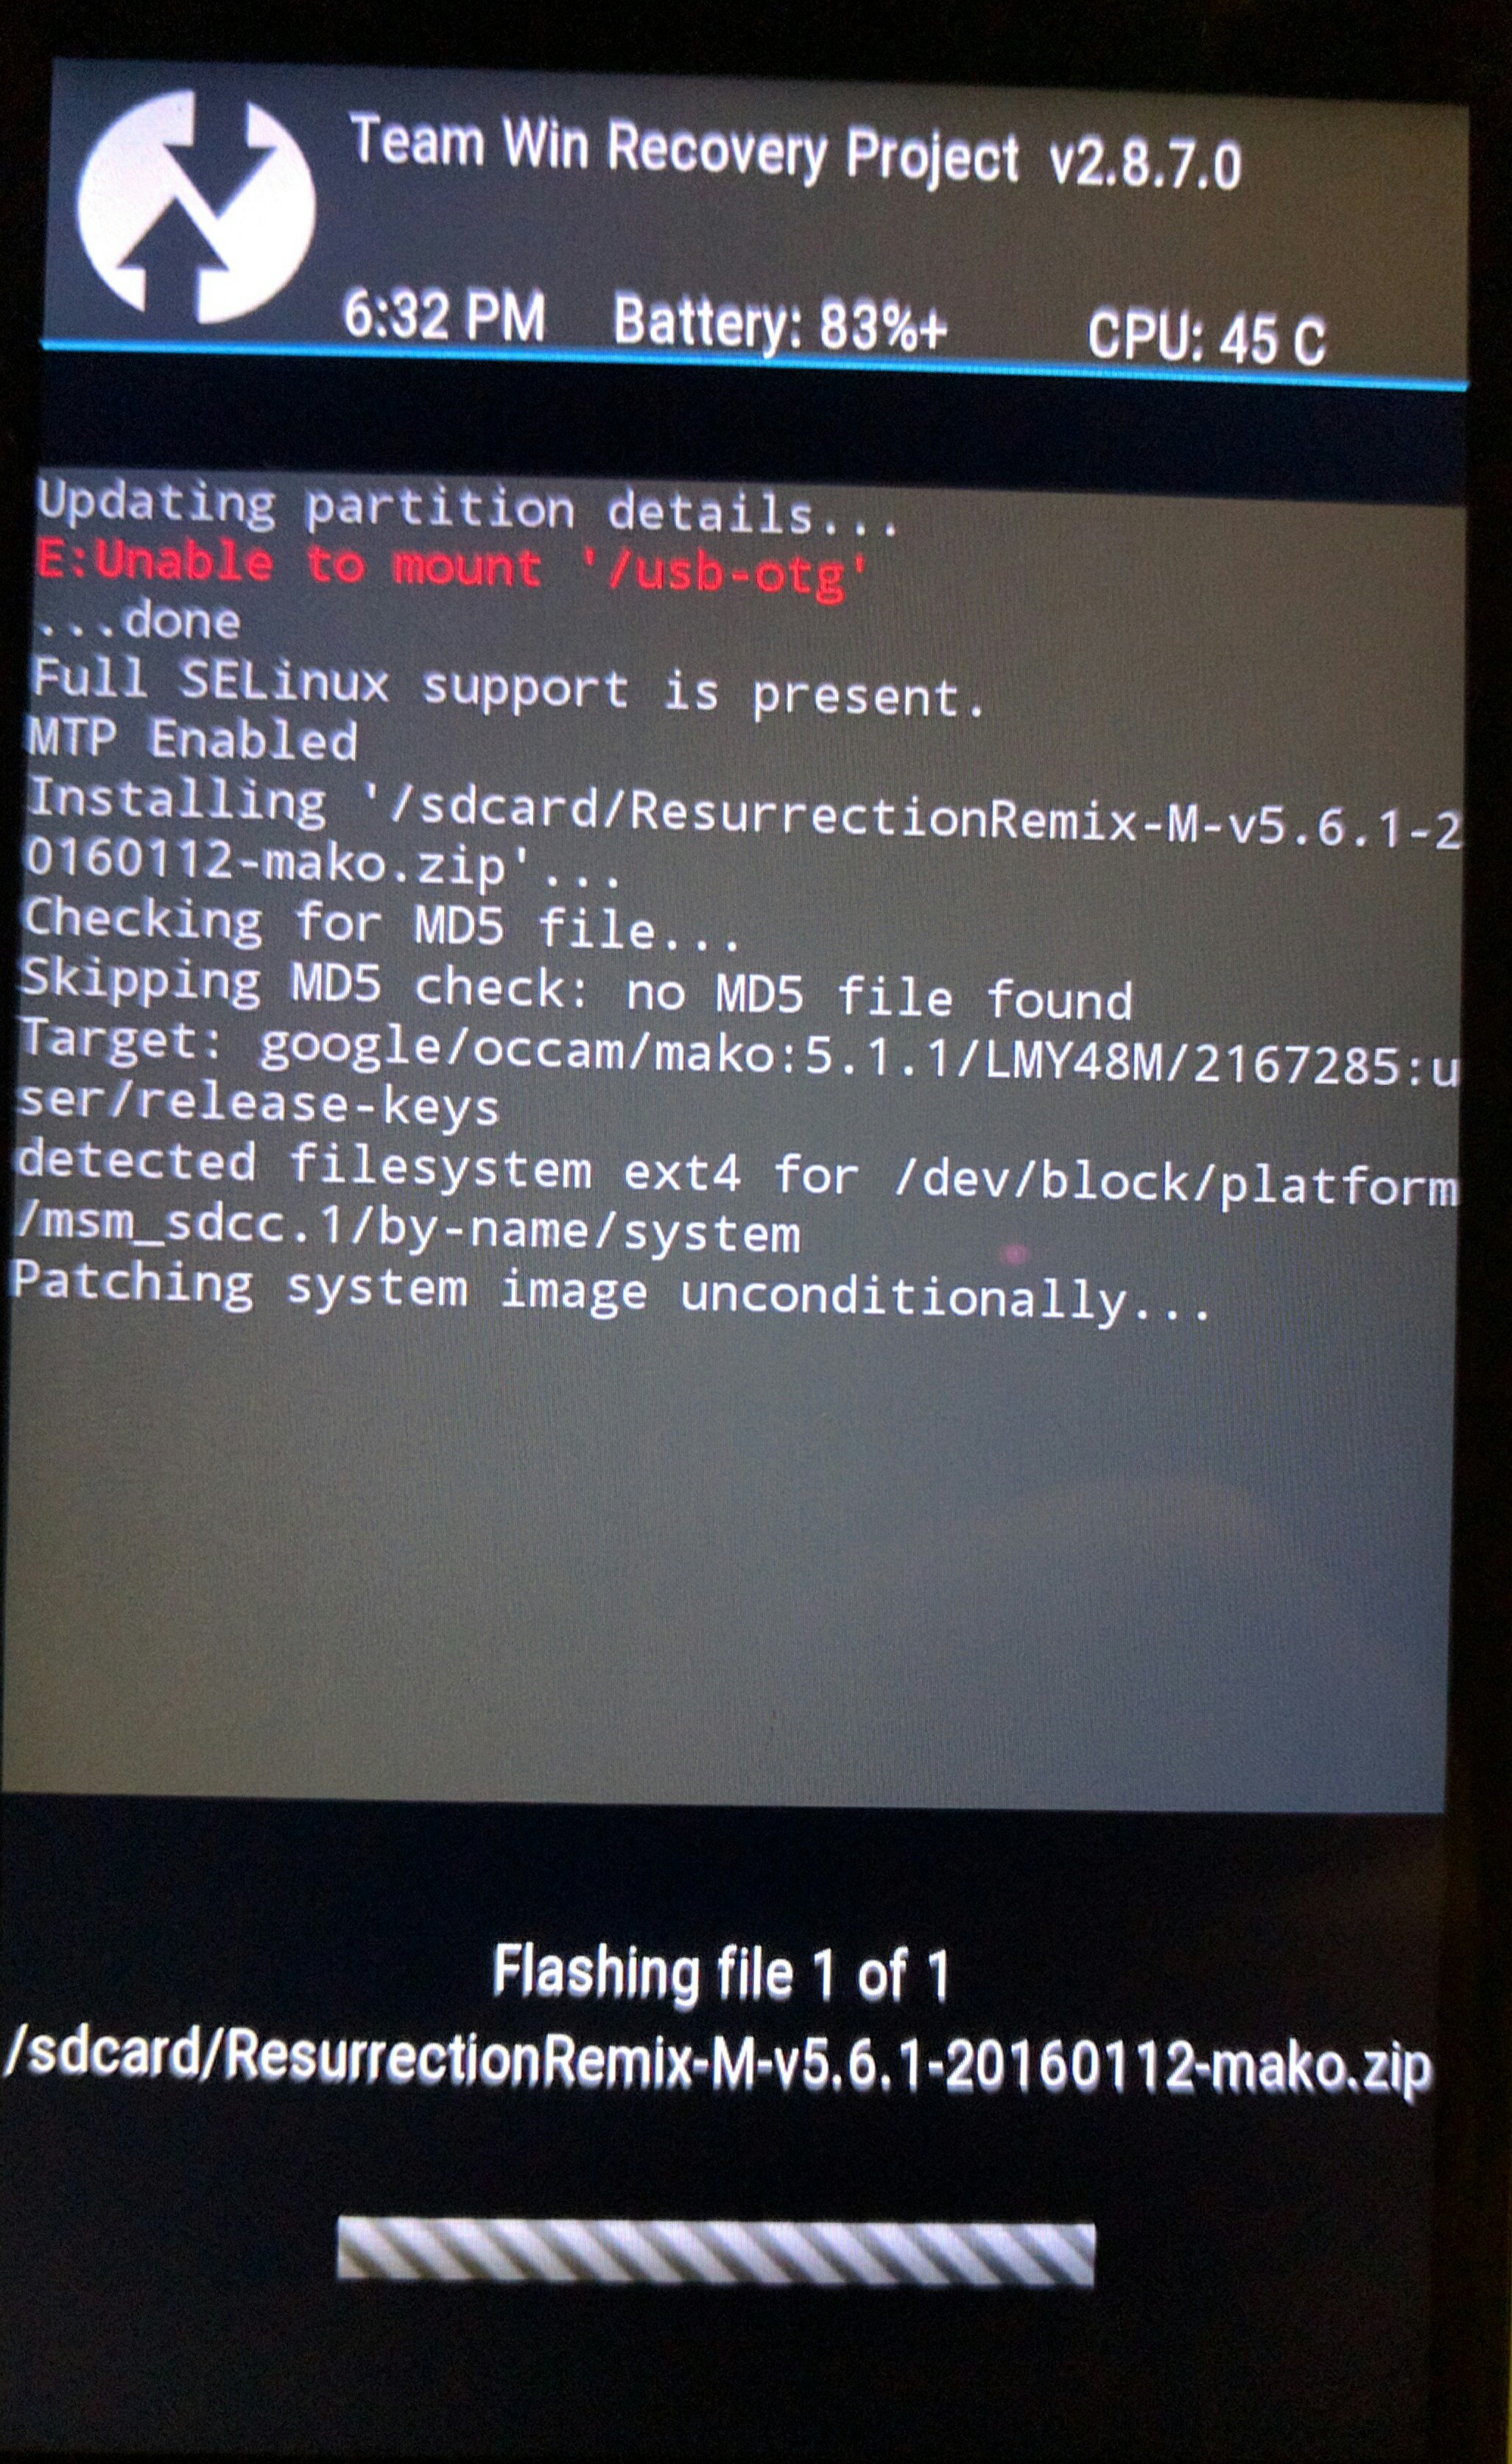 Team Win Recovery Project v2.8.7.0
6:32 PM Battery: 83%+ CPU: 45 C
Updating partition details...
E:Unable to mount '/usb-otg'
...done
Full SELinux support is present.
MTP Enabled
Installing '/sdcard/ResurrectionRemix-M-v5.6.1-2
0160112-mako.zip'...
Checking for MD5 file...
Skipping MD5 check: no MD5 file found
Target: google/occam/mako:5.1.1/LMY48M/2167285:u
ser/release-keys
detected filesystem ext4 for /dev/block/platform
/msm_sdcc.1/by-name/system
Patching system image unconditionally...
Flashing file 1 of 1
/sdcard/ResurrectionRemix-M-v5.6.1-20160112-mako.zip